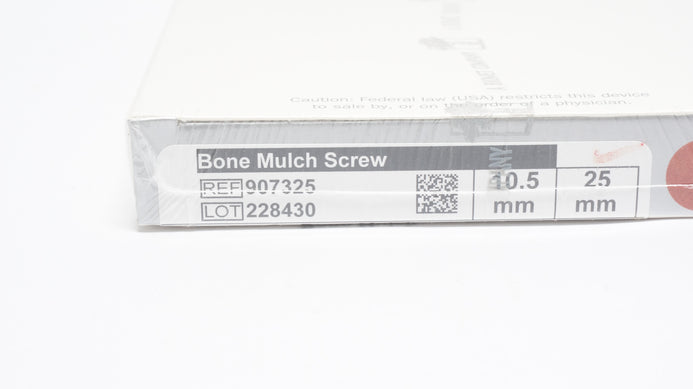 Caution: Federal law (USA) restricts this device
to sale by, or on the order of a physician.
Bone Mulch Screw
REF 907325
LOT 228430
10.5
mm
25
mm